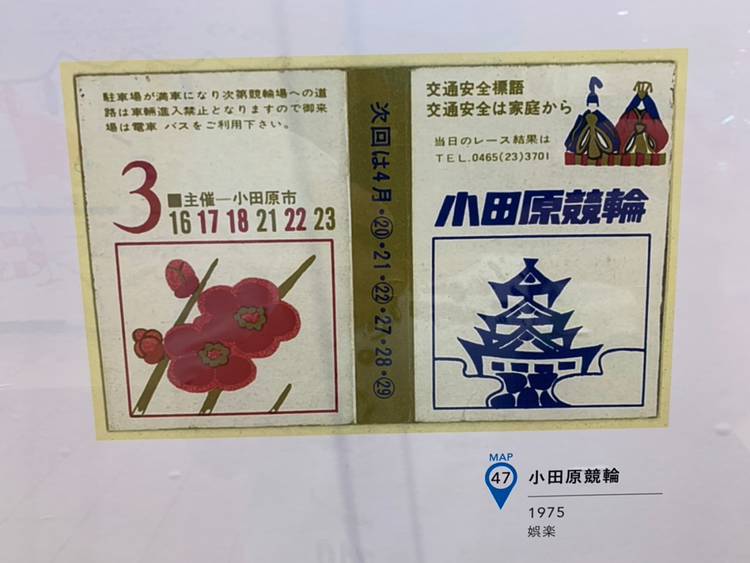 駐車場が満車になり次第競輪場への道
路は車輛進入禁止となりますので御来
場は電車 バスをご利用下さい。
3
■主催—小田原市
16 17 18 21 22 23
次回は4月・⑳・21・㉒・27・28・㉙
交通安全標語
交通安全は家庭から
当日のレース結果は
TEL.0465(23)3701
小田原競輪
MAP
47
小田原競輪
1975
娯楽